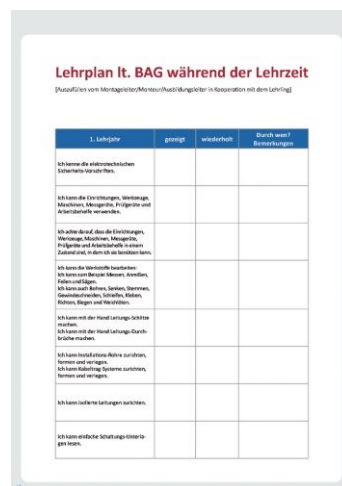 Lehrplan lt. BAG während der Lehrzeit
[Auszufüllen vom Montageleiter/Monteur/Ausbildungsleiter in Kooperation mit dem Lehrling]
1. Lehrjahr gezeigt wiederholt Durch wen?
Bemerkungen
Ich kenne die elektrotechnischen
Sicherheits-Vorschriften.
Ich kann die Einrichtungen, Werkzeuge,
Maschinen, Messgeräte, Prüfgeräte und
Arbeitsbehelfe verwenden.
Ich achte darauf, dass die Einrichtungen,
Werkzeuge, Maschinen, Messgeräte,
Prüfgeräte und Arbeitsbehelfe in einem
Zustand sind, in dem ich sie benützen kann.
Ich kann die Werkstoffe bearbeiten:
Ich kann zum Beispiel Messen, Anreißen,
Feilen und Sägen.
Ich kann auch Bohren, Senken, Stemmen,
Gewindeschneiden, Schleifen, Kleben,
Richten, Biegen und Weichlöten.
Ich kann mit der Hand Leitungs-Schlitze
machen.
Ich kann mit der Hand Leitungs-Durch-
brüche machen.
Ich kann Installations-Rohre zurichten,
formen und verlegen.
Ich kann Kabeltrag Systeme zurichten,
formen und verlegen.
Ich kann isolierte Leitungen zurichten.
Ich kann einfache Schaltungs-Unterla-
gen lesen.